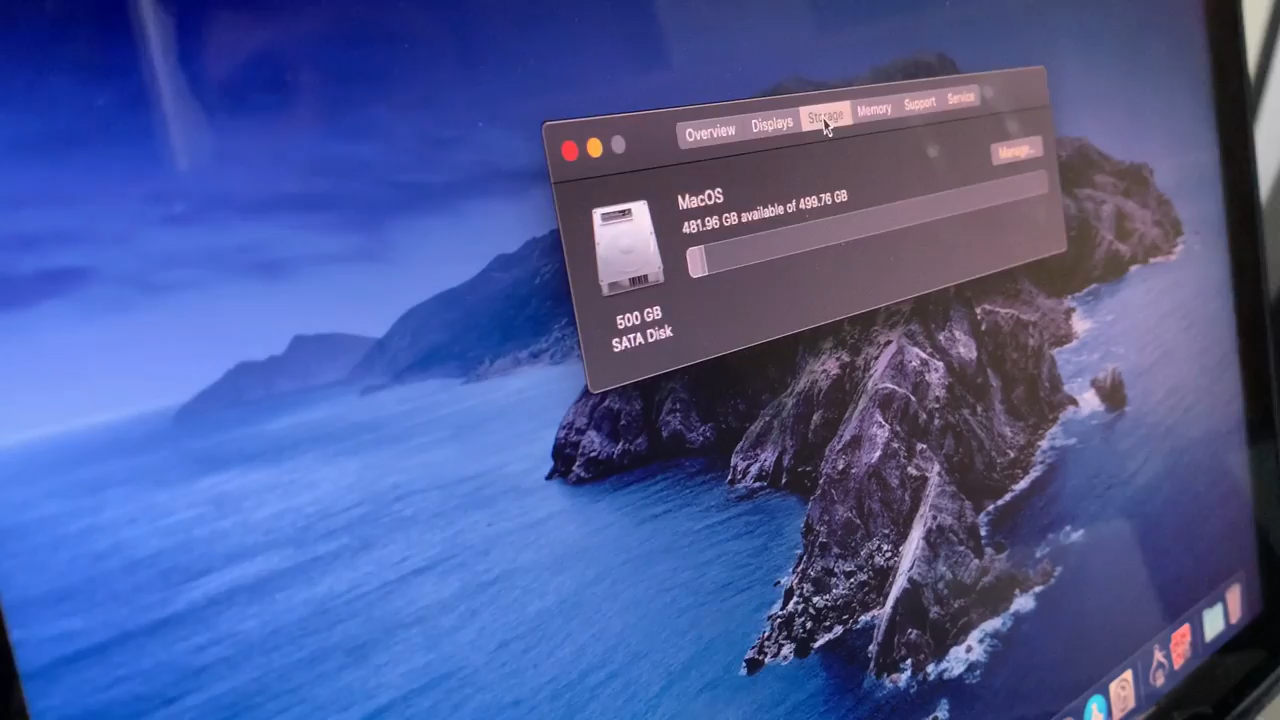 Overview Displays Storage Memory Support Service
Manage...
MacOS
481.96 GB available of 499.76 GB
500 GB
SATA Disk